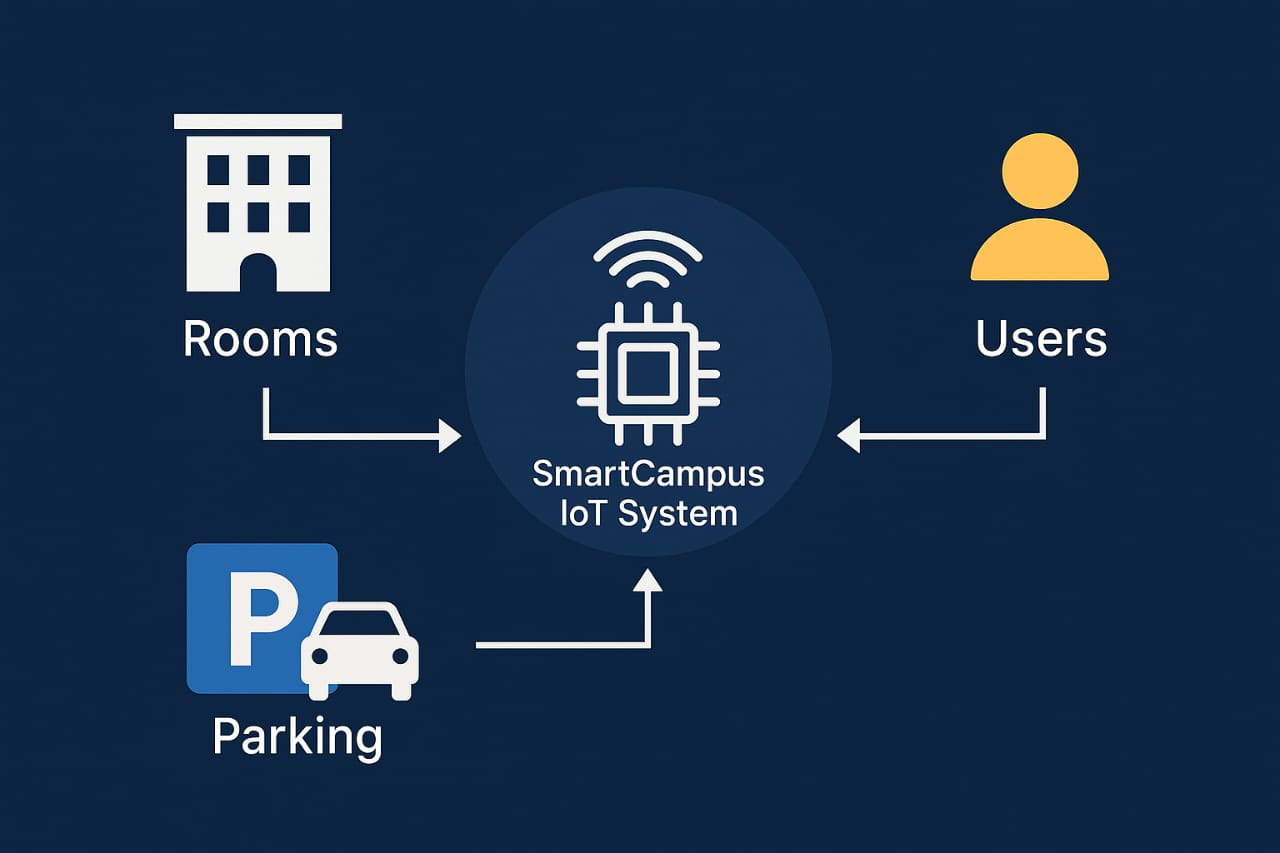 Rooms
Users
SmartCampus
IoT System
P
Parking